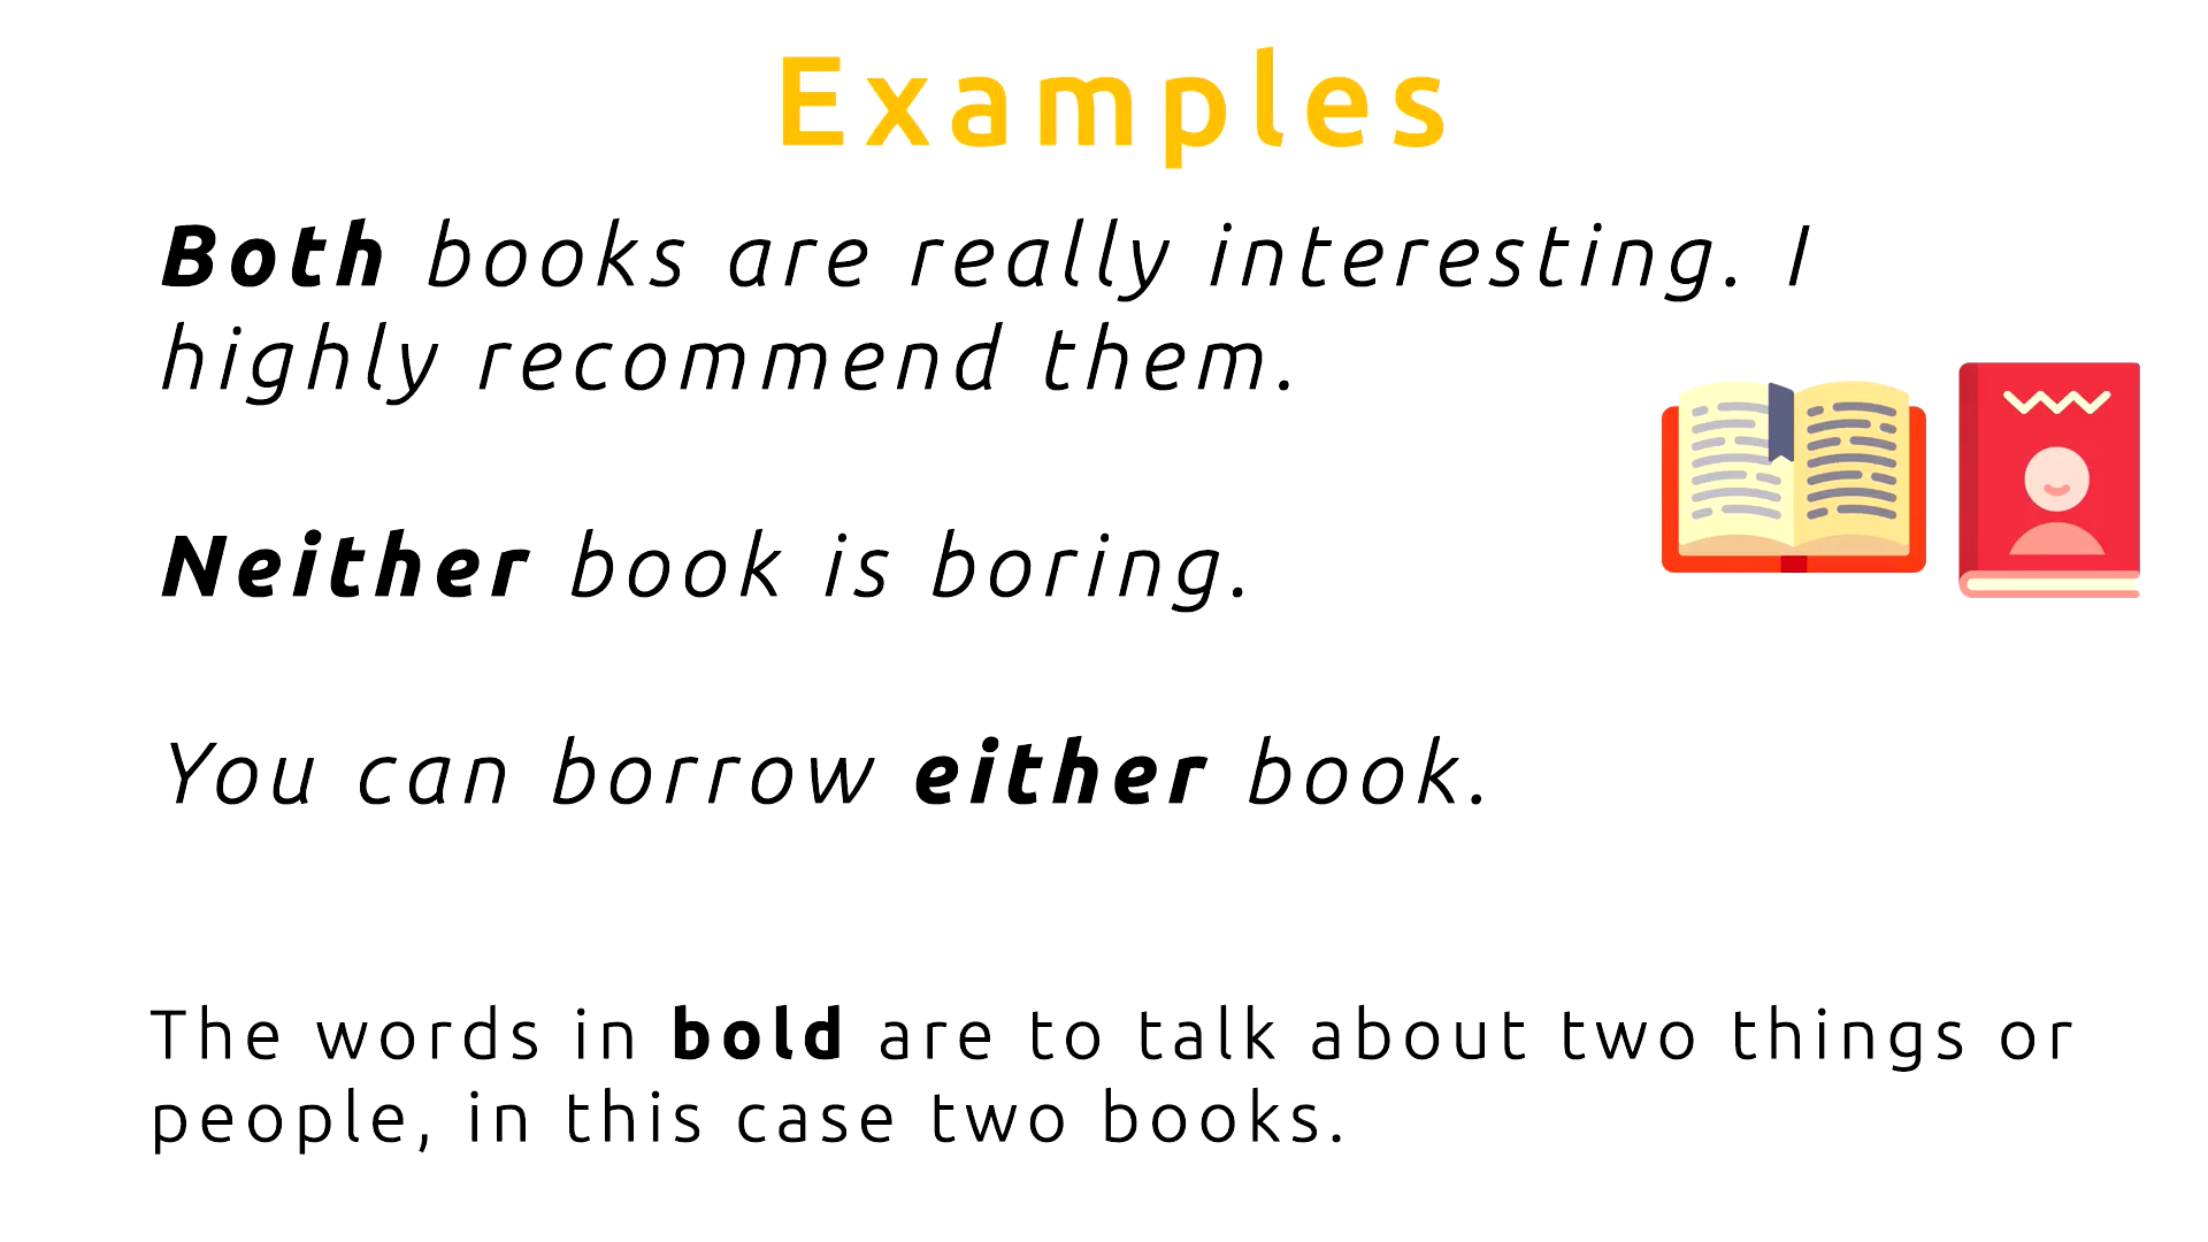 Examples
Both books are really interesting. I
highly recommend them.
Neither book is boring.
You can borrow either book.
The words in bold are to talk about two things or
people, in this case two books.